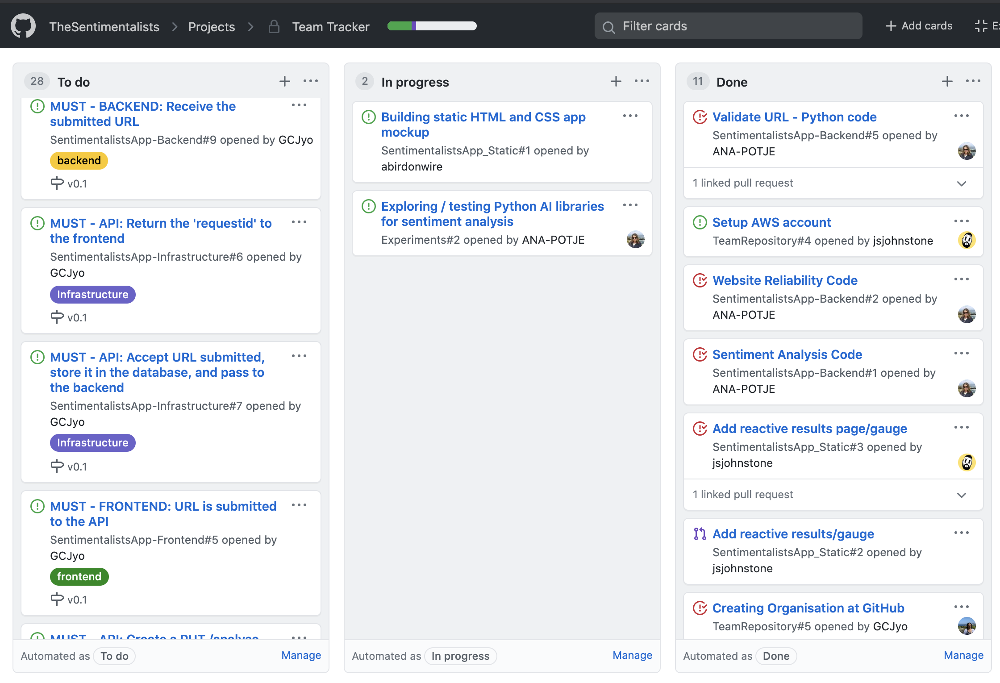 TheSentimentalists
Projects
Team Tracker
Filter cards
Add cards
28 To do
MUST - BACKEND: Receive the
submitted URL
SentimentalistsApp-Backend#9 opened by GCJyo
backend
v0.1
MUST - API: Return the 'requestid' to
the frontend
SentimentalistsApp-Infrastructure#6 opened by
GCJyo
Infrastructure
v0.1
MUST - API: Accept URL submitted,
store it in the database, and pass to
the backend
SentimentalistsApp-Infrastructure#7 opened by
GCJyo
Infrastructure
v0.1
MUST - FRONTEND: URL is submitted
to the API
SentimentalistsApp-Frontend#5 opened by
GCJyo
frontend
v0.1
MUST - API: Create a PUT /analyse
Automated as To do
Manage
2 In progress
Building static HTML and CSS app
mockup
SentimentalistsApp_Static#1 opened by
abirdonwire
Exploring / testing Python AI libraries
for sentiment analysis
Experiments#2 opened by ANA-POTJE
Automated as In progress
Manage
11 Done
Validate URL - Python code
SentimentalistsApp-Backend#5 opened by
ANA-POTJE
1 linked pull request
Setup AWS account
TeamRepository#4 opened by jsjohnstone
Website Reliability Code
SentimentalistsApp-Backend#2 opened by
ANA-POTJE
Sentiment Analysis Code
SentimentalistsApp-Backend#1 opened by
ANA-POTJE
Add reactive results page/gauge
SentimentalistsApp_Static#3 opened by
jsjohnstone
1 linked pull request
Add reactive results/gauge
SentimentalistsApp_Static#2 opened by
jsjohnstone
Creating Organisation at GitHub
TeamRepository#5 opened by GCJyo
Automated as Done
Manage